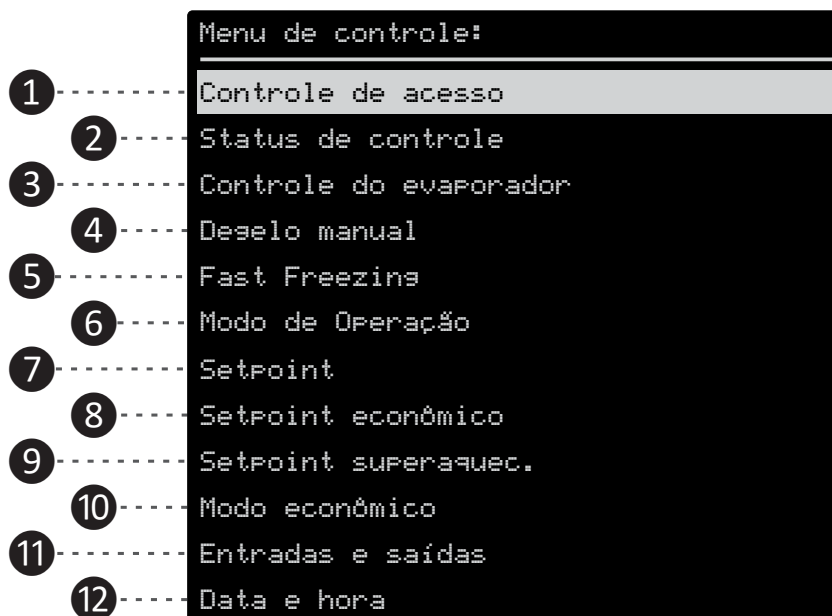 Menu de controle:
1 Controle de acesso
2 Status de controle
3 Controle do evaporador
4 Degelo manual
5 Fast Freezing
6 Modo de Operação
7 Setpoint
8 Setpoint econômico
9 Setpoint superaquec.
10 Modo econômico
11 Entradas e saídas
12 Data e hora